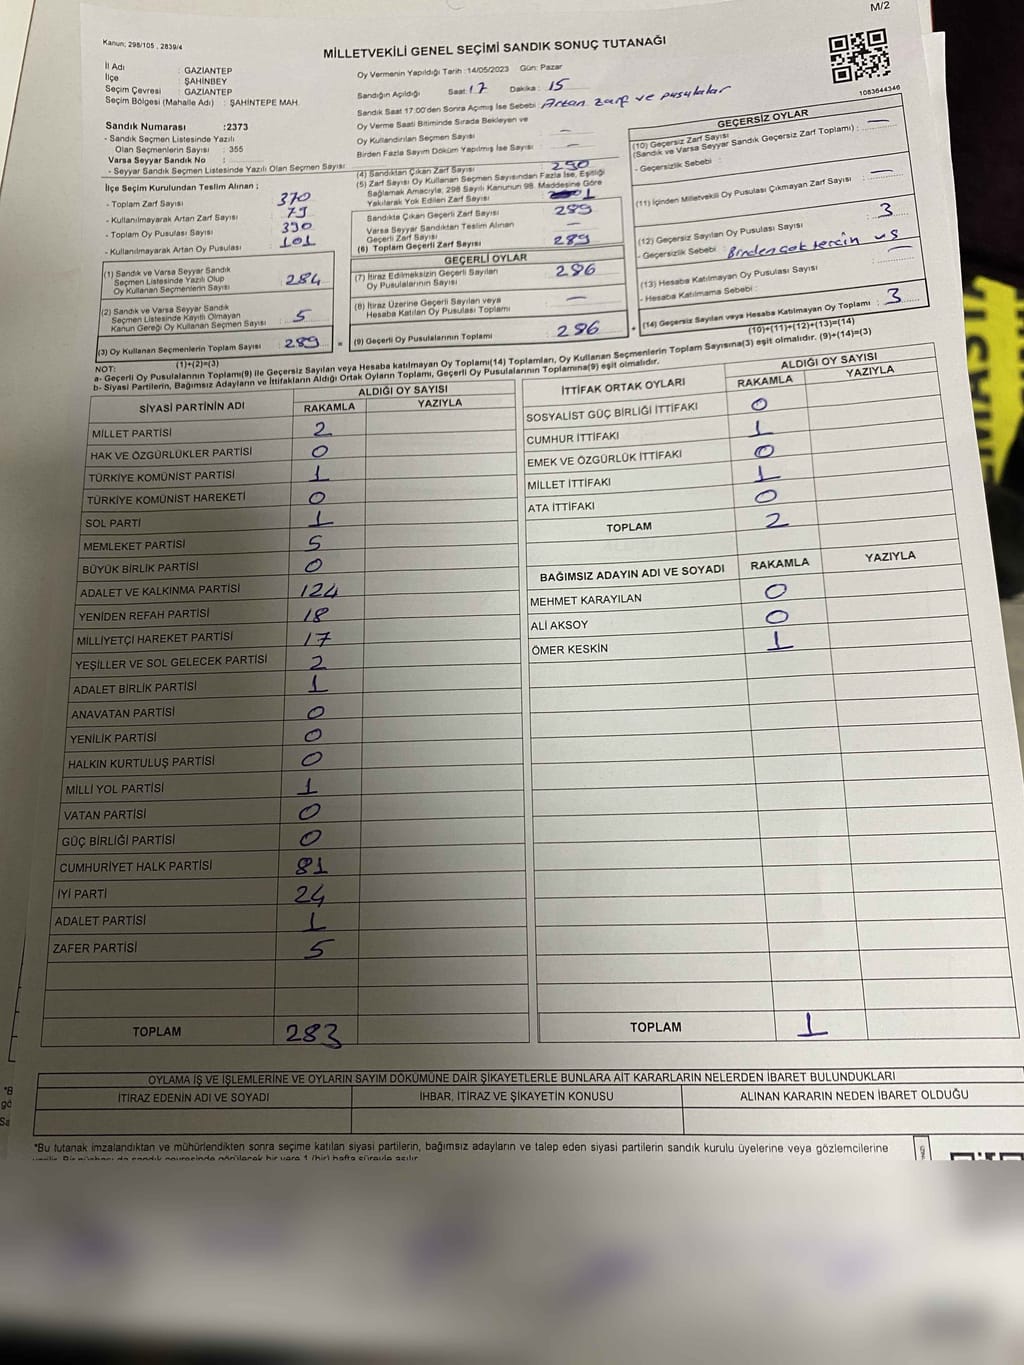 M/2
Kanun; 298/105 , 2839/4
MİLLETVEKİLİ GENEL SEÇİMİ SANDIK SONUÇ TUTANAĞI
1083644346
İl Adı : GAZİANTEP
İlçe : ŞAHİNBEY
Seçim Çevresi : GAZİANTEP
Seçim Bölgesi (Mahalle Adı) : ŞAHİNTEPE MAH.
Sandık Numarası :2373
- Sandık Seçmen Listesinde Yazılı
Olan Seçmenlerin Sayısı : 355
Varsa Seyyar Sandık No :
- Seyyar Sandık Seçmen Listesinde Yazılı Olan Seçmen Sayısı :
İlçe Seçim Kurulundan Teslim Alınan ;
- Toplam Zarf Sayısı : 370
- Kullanılmayarak Artan Zarf Sayısı : 79
- Toplam Oy Pusulası Sayısı : 390
- Kullanılmayarak Artan Oy Pusulası : 101
(1) Sandık ve Varsa Seyyar Sandık
Seçmen Listesinde Yazılı Olup
Oy Kullanan Seçmenlerin Sayısı : 284
(2) Sandık ve Varsa Seyyar Sandık
Seçmen Listesinde Kayıtlı Olmayan
Kanun Gereği Oy Kullanan Seçmen Sayısı : 5
(3) Oy Kullanan Seçmenlerin Toplam Sayısı : 289
(1)+(2)=(3)
Oy Vermenin Yapıldığı Tarih :14/05/2023 Gün: Pazar
Sandığın Açıldığı Saat: 17 Dakika: 15
Sandık Saat 17:00'den Sonra Açımış İse Sebebi : Artan zarf ve pusulalar
Oy Verme Saati Bitiminde Sırada Bekleyen ve
Oy Kullandırılan Seçmen Sayısı : —
Birden Fazla Sayım Döküm Yapılmış İse Sayısı : —
(4) Sandıktan Çıkan Zarf Sayısı : 290
(5) Zarf Sayısı Oy Kullanan Seçmen Sayısından Fazla İse, Eşitliği
Sağlamak Amacıyla; 298 Sayılı Kanunun 98. Maddesine Göre
Yakılarak Yok Edilen Zarf Sayısı : 1
Sandıkta Çıkan Geçerli Zarf Sayısı : 289
Varsa Seyyar Sandıktan Teslim Alınan
Geçerli Zarf Sayısı : —
(6) Toplam Geçerli Zarf Sayısı : 289
GEÇERLİ OYLAR
(7) İtiraz Edilmeksizin Geçerli Sayılan
Oy Pusulalarının Sayısı : 286
(8) İtiraz Üzerine Geçerli Sayılan veya
Hesaba Katılan Oy Pusulası Toplamı : —
(9) Geçerli Oy Pusulalarının Toplamı : 286
GEÇERSİZ OYLAR
(10) Geçersiz Zarf Sayısı
(Sandık ve Varsa Seyyar Sandık Geçersiz Zarf Toplamı) : —
- Geçersizlik Sebebi :
(11) İçinden Milletvekili Oy Pusulası Çıkmayan Zarf Sayısı : —
(12) Geçersiz Sayılan Oy Pusulası Sayısı : 3
- Geçersizlik Sebebi : Birden çok tercih
(13) Hesaba Katılmayan Oy Pusulası Sayısı : —
- Hesaba Katılmama Sebebi :
(14) Geçersiz Sayılan veya Hesaba Katılmayan Oy Toplamı : 3
(10)+(11)+(12)+(13)=(14)
NOT:
a- Geçerli Oy Pusulalarının Toplamı(9) ile Geçersiz Sayılan veya Hesaba Katılmayan Oy Toplamı(14) Toplamları, Oy Kullanan Seçmenlerin Toplam Sayısına(3) eşit olmalıdır. (9)+(14)=(3)
b- Siyasi Partilerin, Bağımsız Adayların ve İttifakların Aldığı Ortak Oyların Toplamı, Geçerli Oy Pusulalarının Toplamına(9) eşit olmalıdır.
SİYASİ PARTİNİN ADI ALDIĞI OY SAYISI
RAKAMLA YAZIYLA
MİLLET PARTİSİ 2
HAK VE ÖZGÜRLÜKLER PARTİSİ 0
TÜRKİYE KOMÜNİST PARTİSİ 1
TÜRKİYE KOMÜNİST HAREKETİ 0
SOL PARTİ 1
MEMLEKET PARTİSİ 5
BÜYÜK BİRLİK PARTİSİ 0
ADALET VE KALKINMA PARTİSİ 124
YENİDEN REFAH PARTİSİ 18
MİLLİYETÇİ HAREKET PARTİSİ 17
YEŞİLLER VE SOL GELECEK PARTİSİ 2
ADALET BİRLİK PARTİSİ 1
ANAVATAN PARTİSİ 0
YENİLİK PARTİSİ 0
HALKIN KURTULUŞ PARTİSİ 0
MİLLİ YOL PARTİSİ 1
VATAN PARTİSİ 0
GÜÇ BİRLİĞİ PARTİSİ 0
CUMHURİYET HALK PARTİSİ 81
İYİ PARTİ 24
ADALET PARTİSİ 1
ZAFER PARTİSİ 5
TOPLAM 283
İTTİFAK ORTAK OYLARI ALDIĞI OY SAYISI
RAKAMLA YAZIYLA
SOSYALİST GÜÇ BİRLİĞİ İTTİFAKI 0
CUMHUR İTTİFAKI 1
EMEK VE ÖZGÜRLÜK İTTİFAKI 0
MİLLET İTTİFAKI 1
ATA İTTİFAKI 0
TOPLAM 2
BAĞIMSIZ ADAYIN ADI VE SOYADI RAKAMLA YAZIYLA
MEHMET KARAYILAN 0
ALİ AKSOY 0
ÖMER KESKİN 1
TOPLAM 1
OYLAMA İŞ VE İŞLEMLERİNE VE OYLARIN SAYIM DÖKÜMÜNE DAİR ŞİKAYETLERLE BUNLARA AİT KARARLARIN NELERDEN İBARET BULUNDUKLARI
İTİRAZ EDENİN ADI VE SOYADI İHBAR, İTİRAZ VE ŞİKAYETİN KONUSU ALINAN KARARIN NEDEN İBARET OLDUĞU
*Bu tutanak imzalandıktan ve mühürlendikten sonra seçime katılan siyasi partilerin, bağımsız adayların ve talep eden siyasi partilerin sandık kurulu üyelerine veya gözlemcilerine